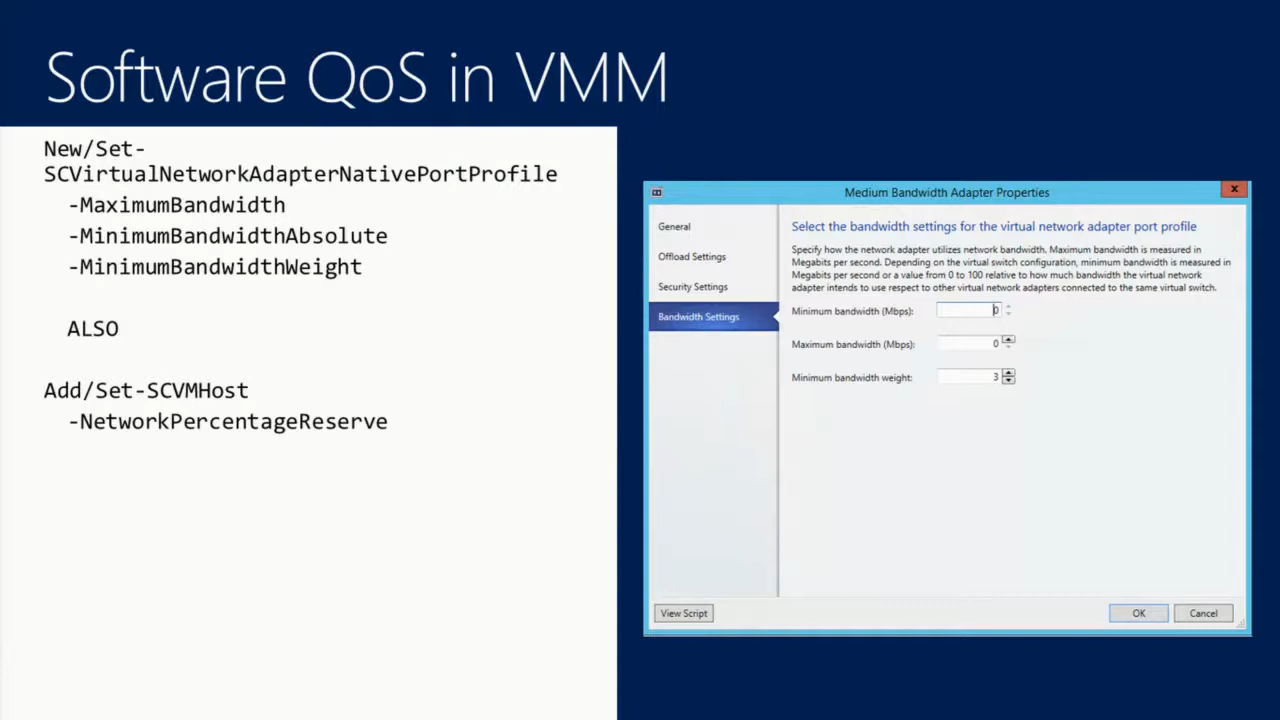 Software QoS in VMM
New/Set-
SCVirtualNetworkAdapterNativePortProfile
-MaximumBandwidth
-MinimumBandwidthAbsolute
-MinimumBandwidthWeight
ALSO
Add/Set-SCVMHost
-NetworkPercentageReserve
Medium Bandwidth Adapter Properties
x
General
Offload Settings
Security Settings
Bandwidth Settings
Select the bandwidth settings for the virtual network adapter port profile
Specify how the network adapter utilizes network bandwidth. Maximum bandwidth is measured in
Megabits per second. Depending on the virtual switch configuration, minimum bandwidth is measured in
Megabits per second or a value from 0 to 100 relative to how much bandwidth the virtual network
adapter intends to use respect to other virtual network adapters connected to the same virtual switch.
Minimum bandwidth (Mbps): 0
Maximum bandwidth (Mbps): 0
Minimum bandwidth weight: 3
View Script
OK
Cancel